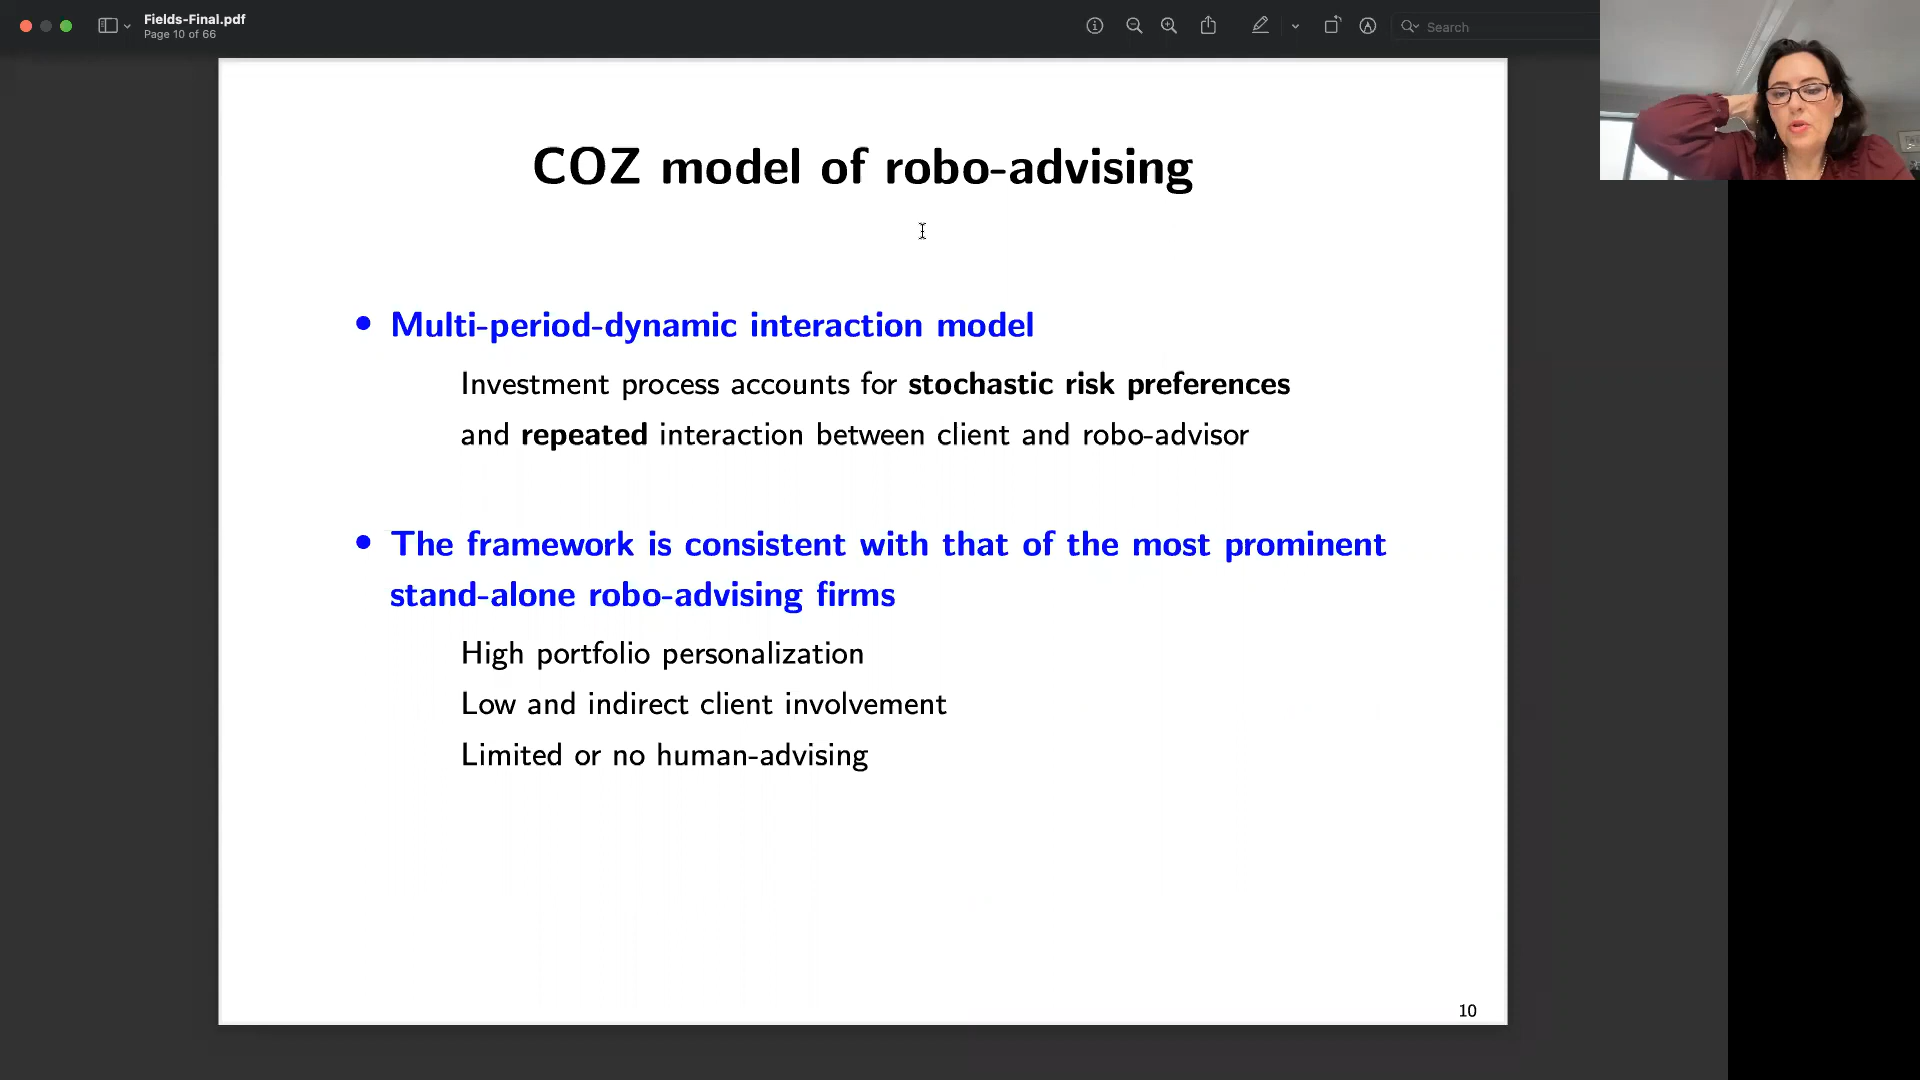 Fields-Final.pdf
Page 10 of 66
Search
COZ model of robo-advising
• Multi-period-dynamic interaction model
Investment process accounts for stochastic risk preferences
and repeated interaction between client and robo-advisor
• The framework is consistent with that of the most prominent
stand-alone robo-advising firms
High portfolio personalization
Low and indirect client involvement
Limited or no human-advising
10